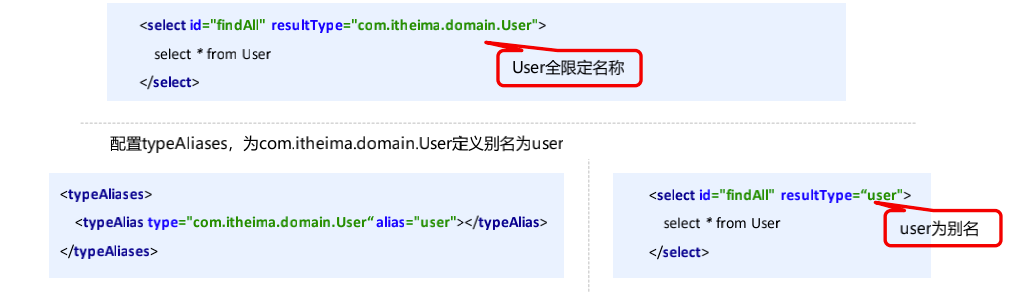 <select id="findAll" resultType="com.itheima.domain.User">
select * from User
</select>
User全限定名称
配置typeAliases，为com.itheima.domain.User定义别名为user
<typeAliases>
<typeAlias type="com.itheima.domain.User“ alias="user"></typeAlias>
</typeAliases>
<select id="findAll" resultType=“user">
select * from User
</select>
user为别名